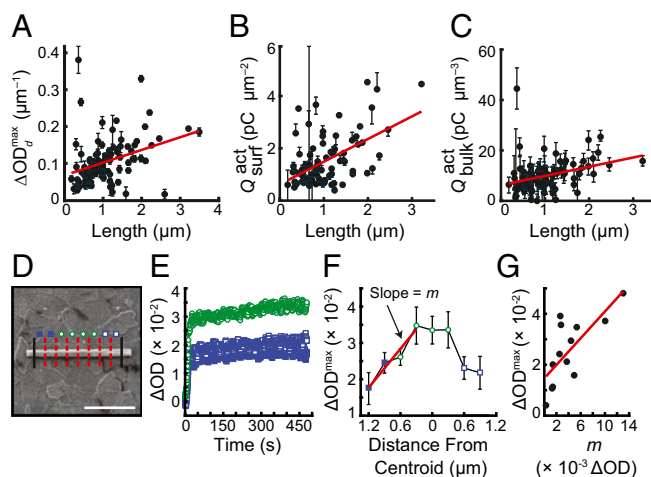 A
ΔOD_d^max (μm⁻¹)
0.4
0.3
0.2
0.1
0
0 1 2 3 4
Length (μm)
B
Q_surf^act (pC μm⁻²)
6
4
2
0
0 1 2 3
Length (μm)
C
Q_bulk^act (pC μm⁻³)
60
40
20
0
0 1 2 3
Length (μm)
D
E
ΔOD (× 10⁻²)
4
3
2
1
0
0 150 300 450
Time (s)
F
ΔOD^max (× 10⁻²)
4
3
2
1
Slope = m
1.2 0.6 0 0.6 1.2
Distance From
Centroid (μm)
G
ΔOD^max (× 10⁻²)
4
2
0
2 6 10 14
m
(× 10⁻³ ΔOD)